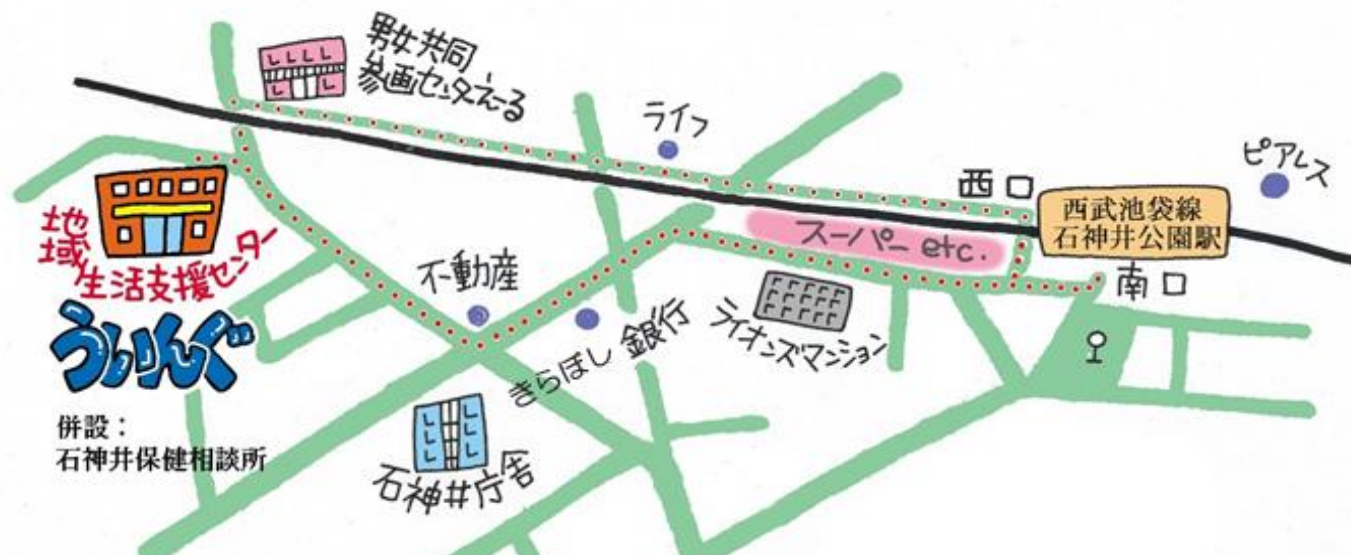 男女共同
参画センターえーる
ライフ
ピアレス
西口
西武池袋線
石神井公園駅
スーパー etc.
南口
地域
生活支援センター
ういんぐ
不動産
きらぼし 銀行
ライオンズマンション
石神井庁舎
併設：
石神井保健相談所